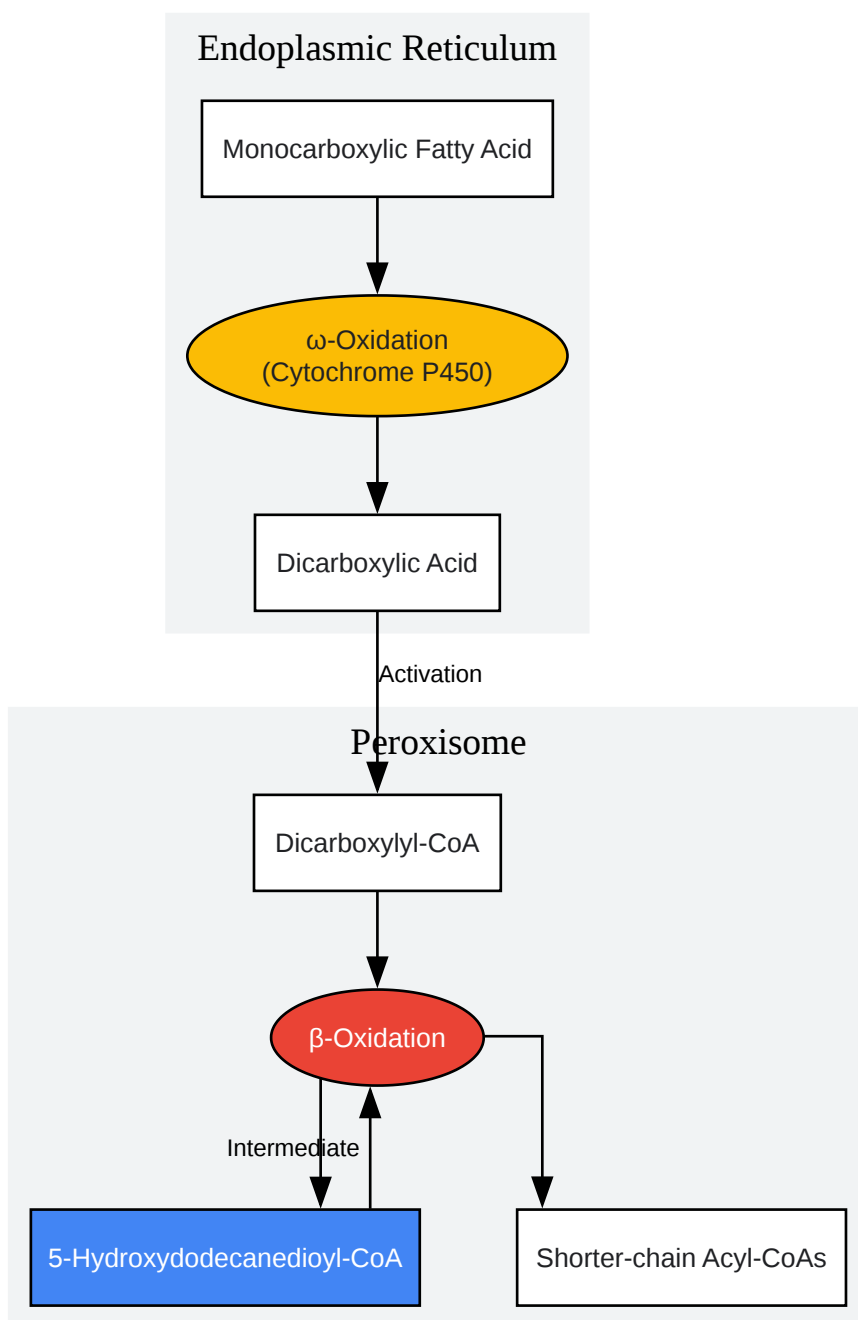 Endoplasmic Reticulum
Monocarboxylic Fatty Acid
ω-Oxidation
(Cytochrome P450)
Dicarboxylic Acid
Activation
Peroxisome
Dicarboxylyl-CoA
β-Oxidation
Intermediate
5-Hydroxydodecanedioyl-CoA
Shorter-chain Acyl-CoAs